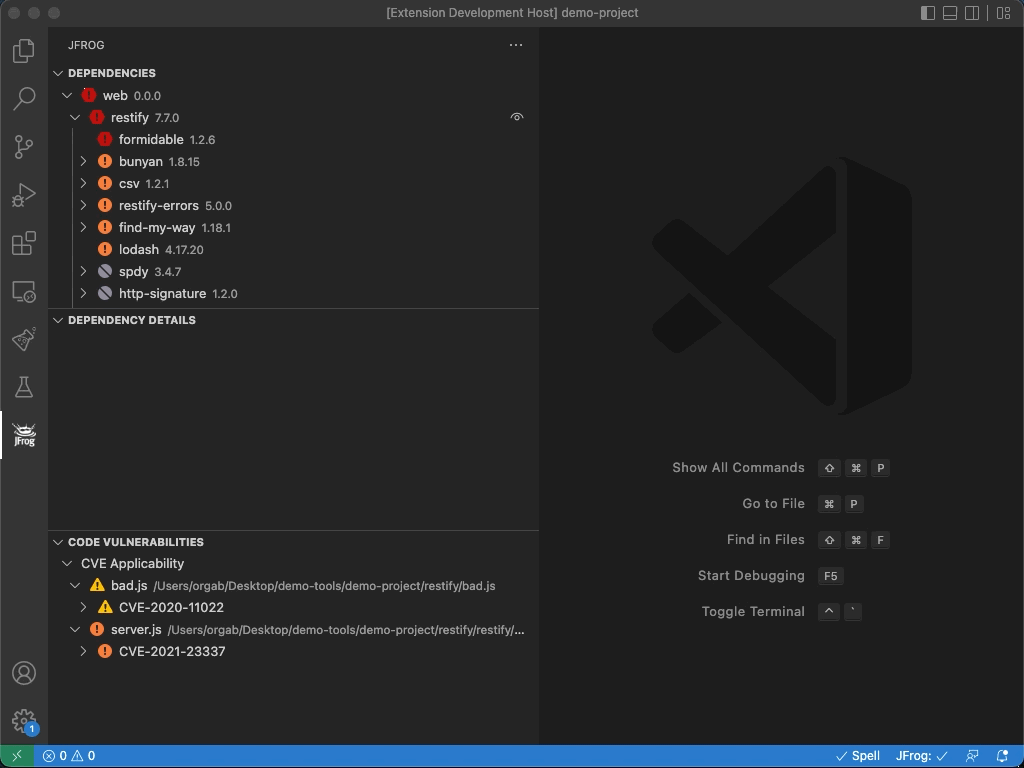 [Extension Development Host] demo-project
JFROG
DEPENDENCIES
web 0.0.0
restify 7.7.0
formidable 1.2.6
bunyan 1.8.15
csv 1.2.1
restify-errors 5.0.0
find-my-way 1.18.1
lodash 4.17.20
spdy 3.4.7
http-signature 1.2.0
DEPENDENCY DETAILS
JFrog
CODE VULNERABILITIES
CVE Applicability
bad.js /Users/orgab/Desktop/demo-tools/demo-project/restify/bad.js
CVE-2020-11022
server.js /Users/orgab/Desktop/demo-tools/demo-project/restify/restify/...
CVE-2021-23337
Show All Commands ⇧ ⌘ P
Go to File ⌘ P
Find in Files ⇧ ⌘ F
Start Debugging F5
Toggle Terminal ^ `
1
0 0 Spell JFrog: